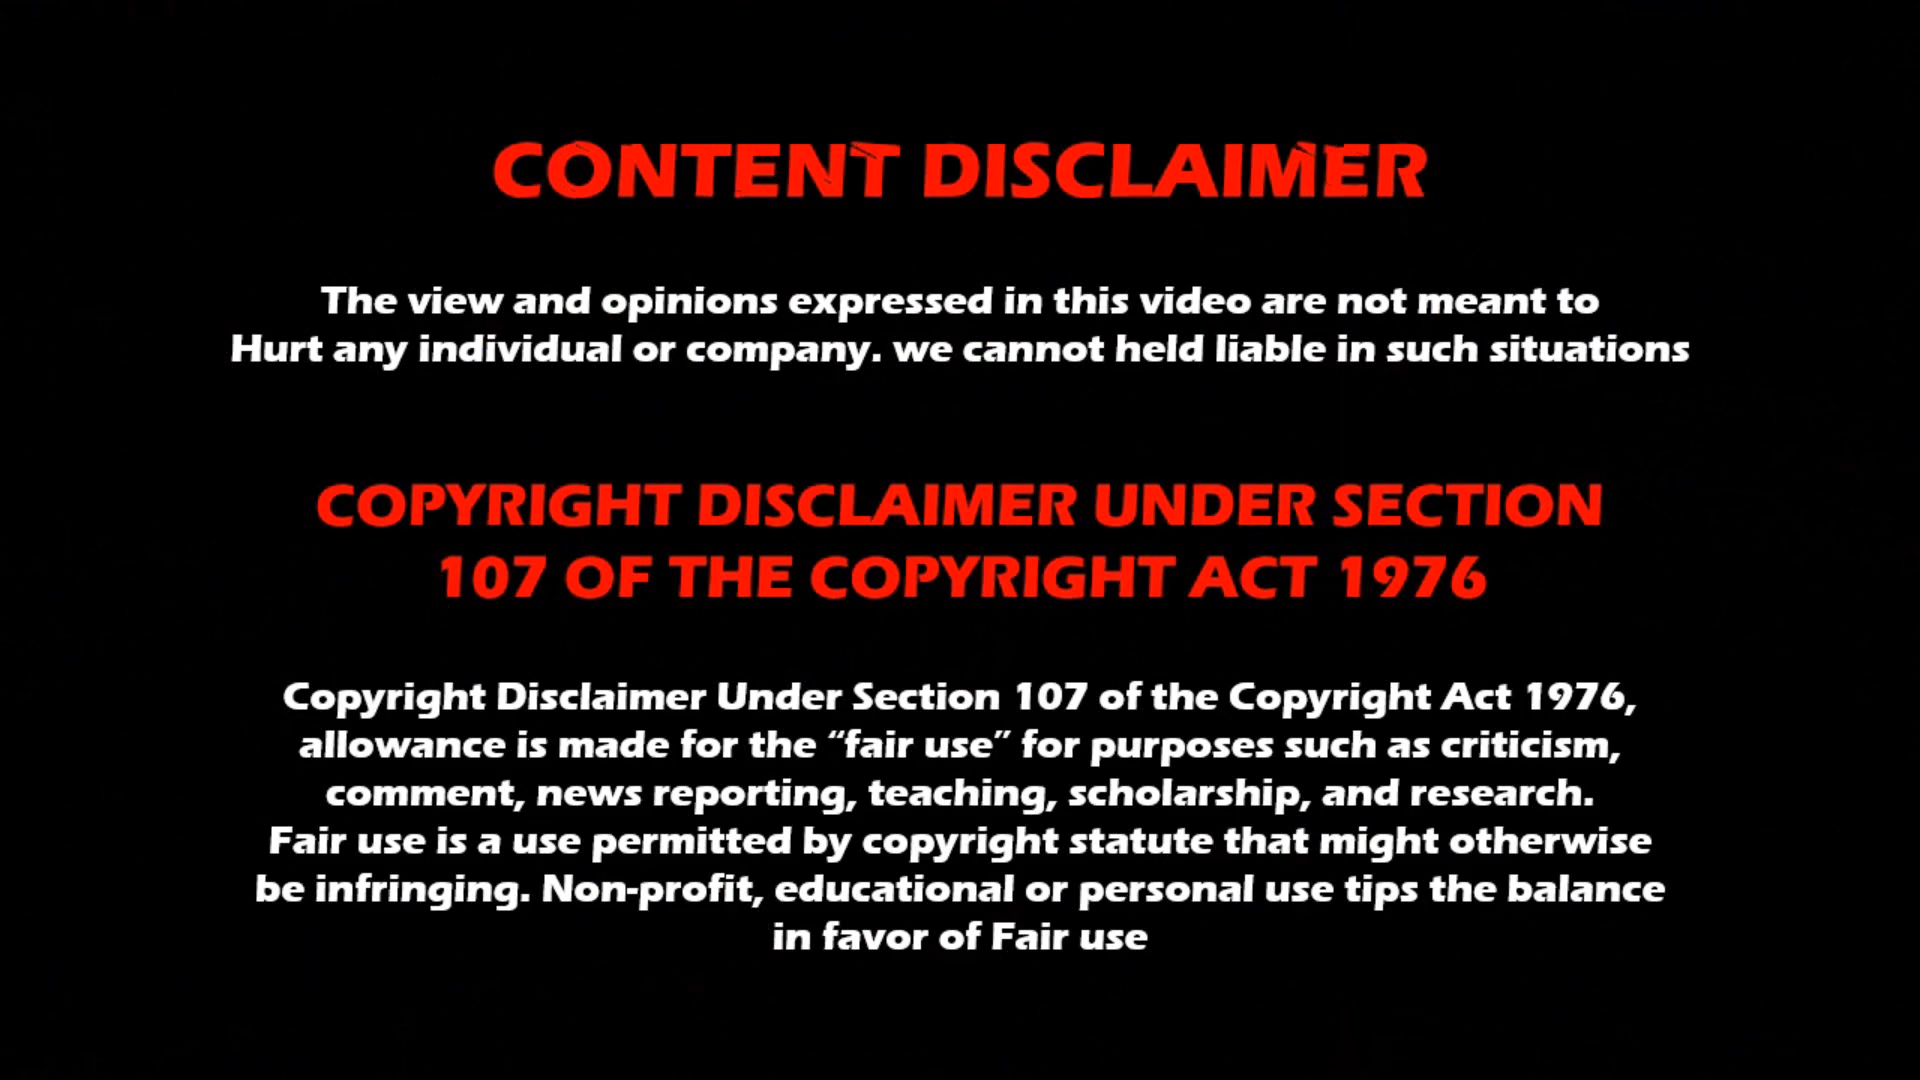 CONTENT DISCLAIMER
The view and opinions expressed in this video are not meant to
Hurt any individual or company. we cannot held liable in such situations
COPYRIGHT DISCLAIMER UNDER SECTION
107 OF THE COPYRIGHT ACT 1976
Copyright Disclaimer Under Section 107 of the Copyright Act 1976,
allowance is made for the “fair use” for purposes such as criticism,
comment, news reporting, teaching, scholarship, and research.
Fair use is a use permitted by copyright statute that might otherwise
be infringing. Non-profit, educational or personal use tips the balance
in favor of Fair use